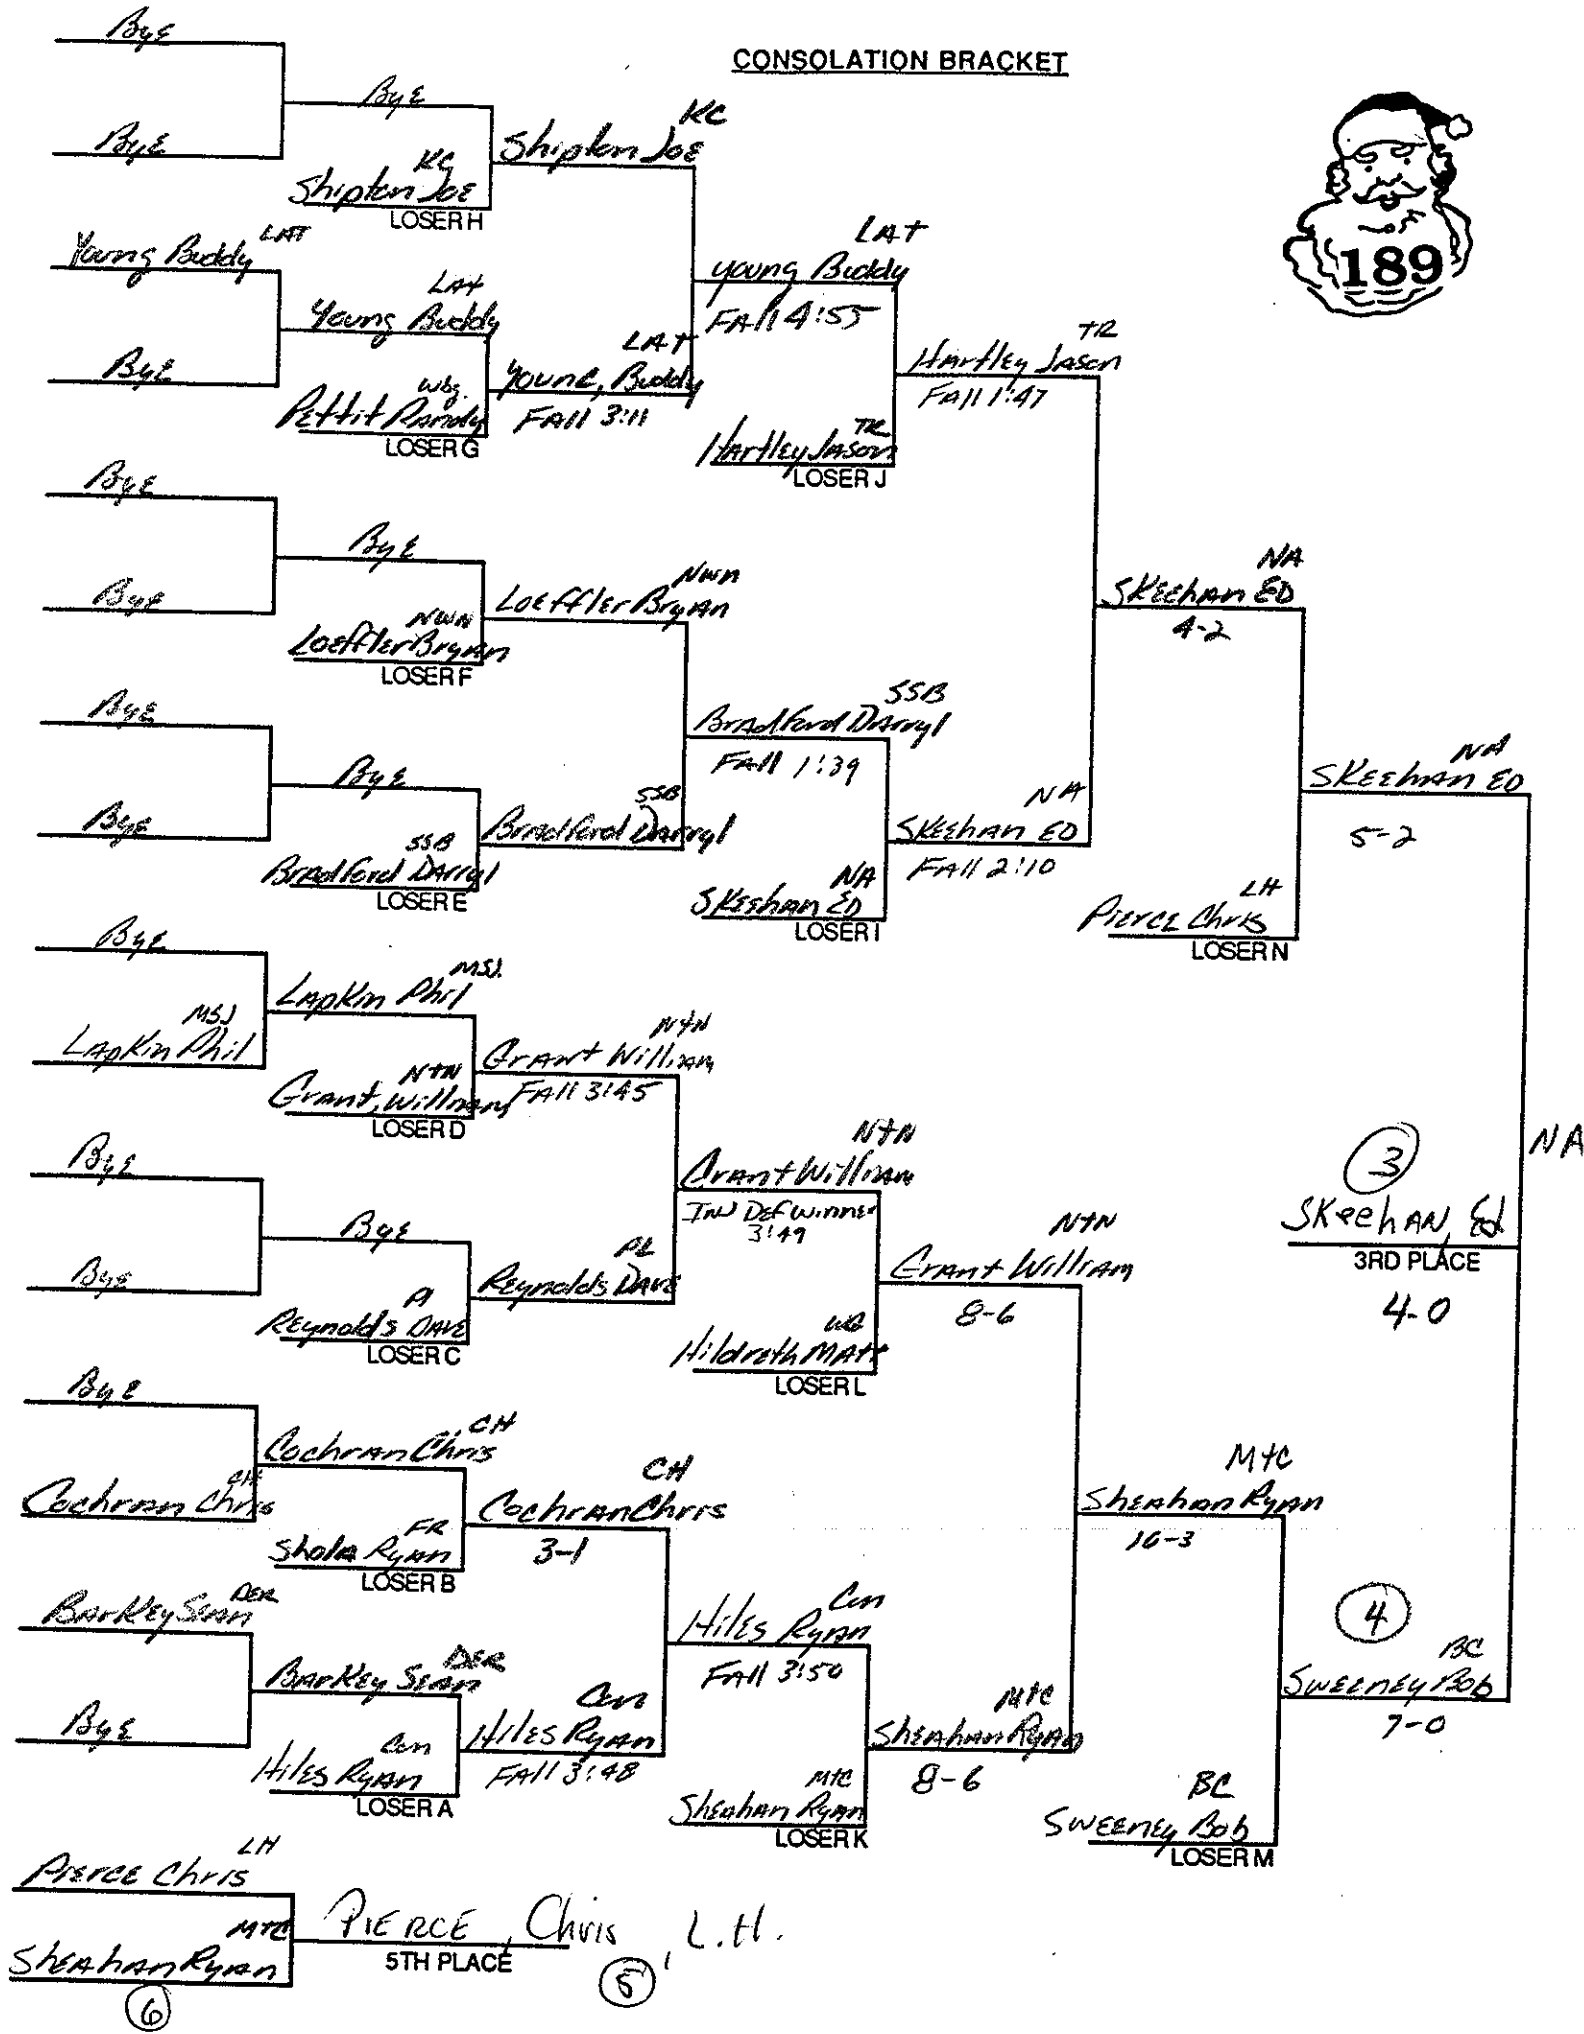 CONSOLATION BRACKET
189
ByE
ByE
ByE
KC
Shipton JoE
LOSER H
KC
Shipton JoE
Young Buddy LAT
ByE
LAT
Young Buddy
Wbg.
PEttit Randy
LOSER G
LAT
Young, Buddy
FAll 3:11
LAT
Young Buddy
FAll 4:55
TR
Hartley JAson
LOSER J
TR
Hartley Jason
FAll 1:47
ByE
ByE
ByE
NWN
LoEfflEr Bryan
LOSER F
NWN
LoEfflEr Bryan
ByE
ByE
ByE
SSB
BradFord DArryl
LOSER E
SSB
Bradford Darryl
SSB
BradFord DArryl
FAll 1:39
NA
SKEEhan ED
LOSER I
NA
SKEEhan ED
FAll 2:10
NA
SKEEhan ED
4-2
LH
PiErcE Chris
LOSER N
NA
SKEEhan ED
5-2
ByE
MSJ
LApKin Phil
LApKin Phil MSJ
NTN
Grant, William
LOSER D
NTN
GrAnt William
FAll 3:45
ByE
ByE
ByE
Pl
REynolds DAVE
LOSER C
PL
REynolds DAVE
NTN
Grant William
INJ DEf winner
3:49
WG
Hildreth MAtt
LOSER L
NTN
Grant William
8-6
ByE
CH
Cochran Chris
CH
Cochran Chris
FR
Shola Ryan
LOSER B
CH
Cochran Chris
3-1
BArKEy SEAn DER
ByE
DER
BArKEy SEAn
Cen
HilEs RyAn
LOSER A
Cen
HilEs RyAn
FAll 3:48
Cen
HilEs RyAn
FAll 3:50
MtC
ShEAhan Ryan
LOSER K
MtC
ShEAhan RyAn
8-6
MtC
ShEAhan Ryan
16-3
BC
SwEEnEy Bob
LOSER M
4
BC
SwEEnEy Bob
7-0
NA
3
SKeehAN, Ed
3RD PLACE
4-0
LH
PiErcE Chris
MTC
ShEAhan Ryan
6
PIERCE, Chris, L.H.
5TH PLACE
5